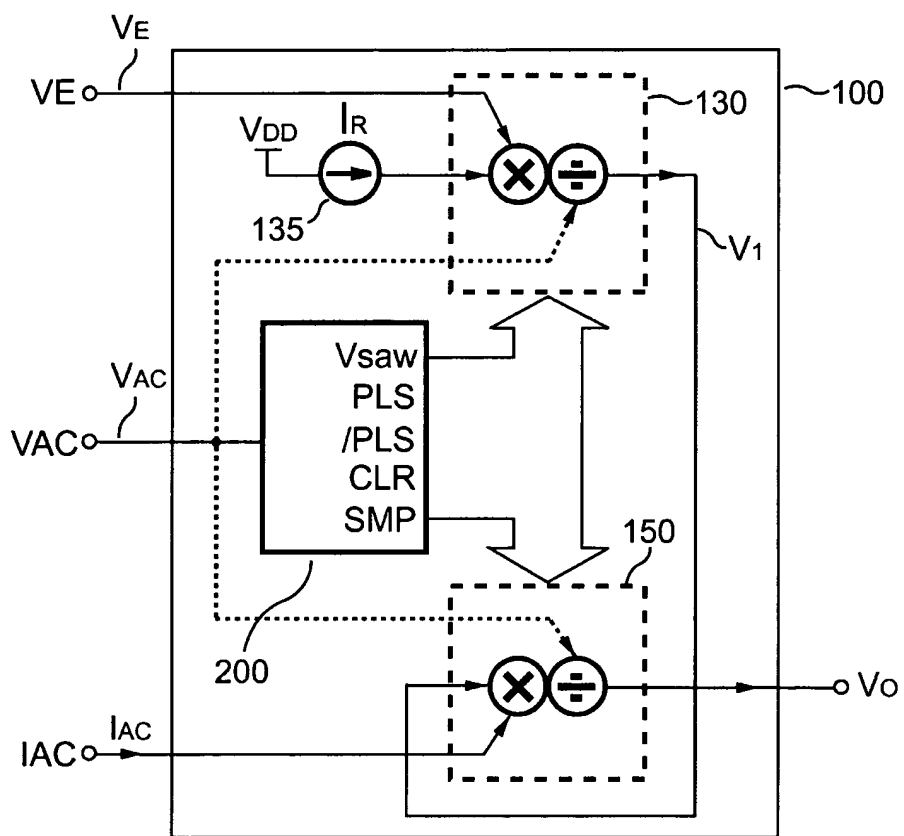 VE
VE
VDD
IR
130
100
135
V1
Vsaw
PLS
/PLS
CLR
SMP
VAC
VAC
150
200
VO
IAC
IAC